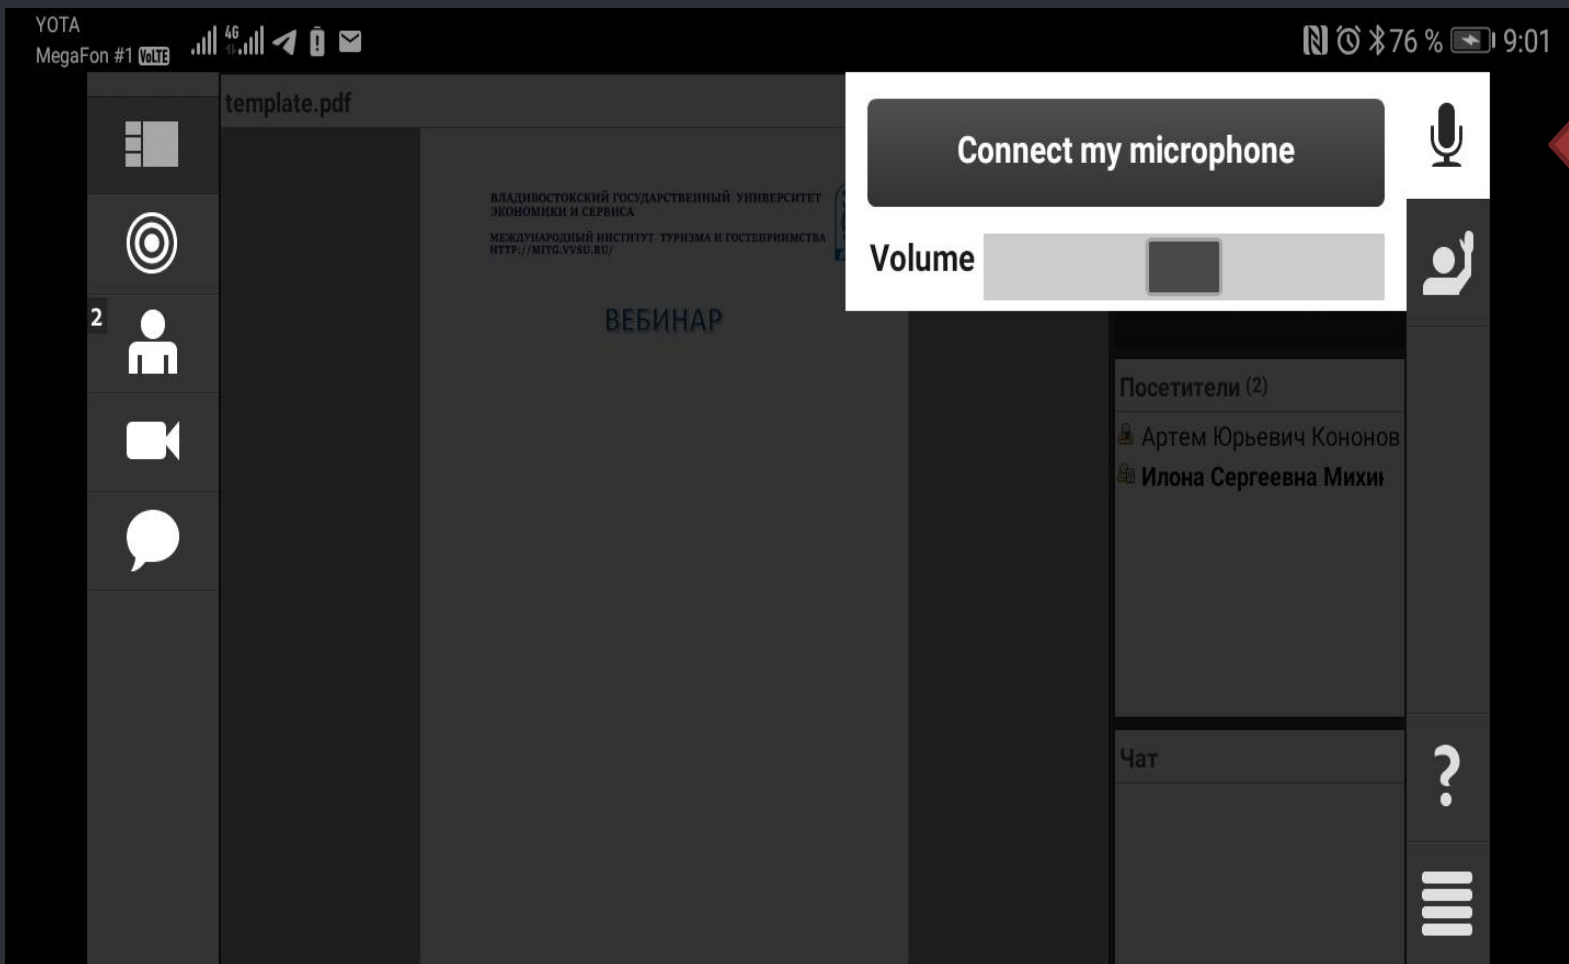 YOTA
MegaFon #1 VoLTE 4G 76 % 9:01
template.pdf
Connect my microphone
ВЛАДИВОСТОКСКИЙ ГОСУДАРСТВЕННЫЙ УНИВЕРСИТЕТ
ЭКОНОМИКИ И СЕРВИСА
МЕЖДУНАРОДНЫЙ ИНСТИТУТ ТУРИЗМА И ГОСТЕПРИИМСТВА
HTTP://MITG.VVSU.RU/
Volume
2
ВЕБИНАР
Посетители (2)
Артем Юрьевич Кононов
Илона Сергеевна
Чат
?